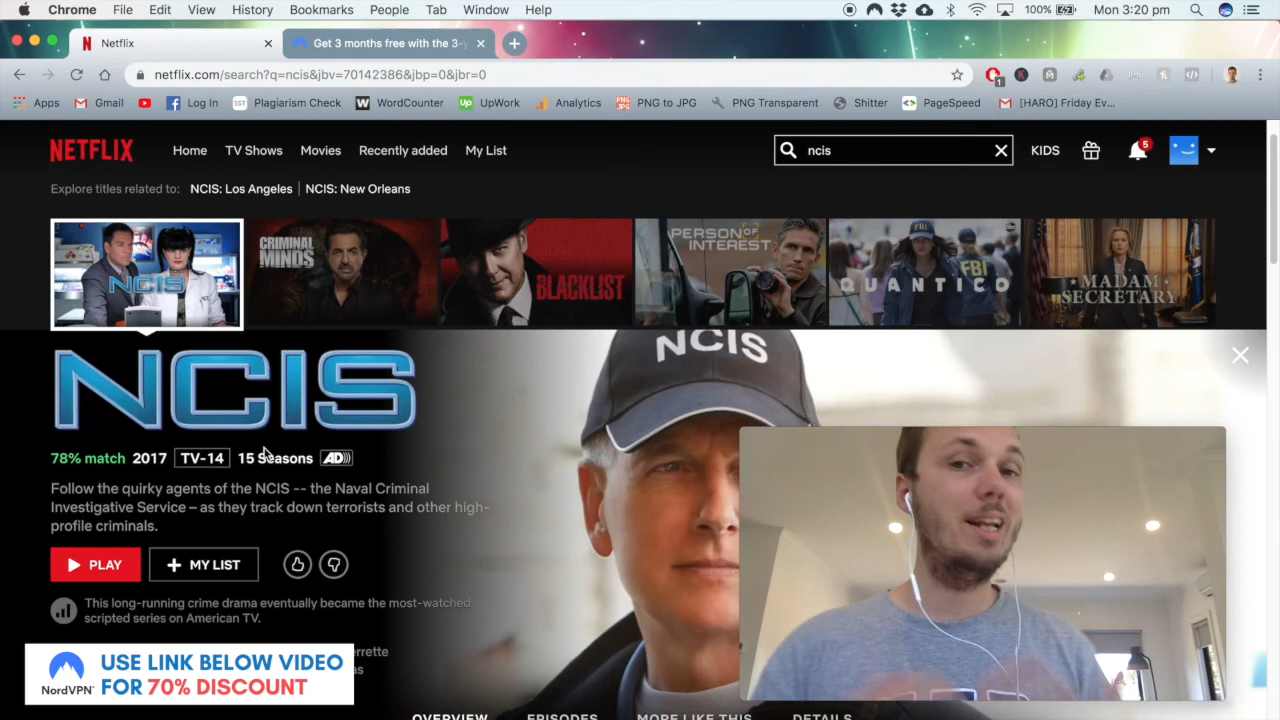 Chrome File Edit View History Bookmarks People Tab Window Help 100% Mon 3:20 pm
Netflix Get 3 months free with the 3-y
netflix.com/search?q=ncis&jbv=70142386&jbp=0&jbr=0
Apps Gmail Log In Plagiarism Check WordCounter UpWork Analytics PNG to JPG PNG Transparent Shitter PageSpeed [HARO] Friday Ev...
NETFLIX Home TV Shows Movies Recently added My List ncis KIDS 5
Explore titles related to: NCIS: Los Angeles | NCIS: New Orleans
NCIS
CRIMINAL
MINDS
BLACKLIST
PERSON OF
INTEREST
FBI
FBI
abc
QUANTICO
MADAM
SECRETARY
NCIS
NCIS
78% match 2017 TV-14 15 Seasons AD
Follow the quirky agents of the NCIS -- the Naval Criminal
Investigative Service – as they track down terrorists and other high-
profile criminals.
PLAY + MY LIST
This long-running crime drama eventually became the most-watched
scripted series on American TV.
rrette
as
NordVPN
USE LINK BELOW VIDEO
FOR 70% DISCOUNT
OVERVIEW EPISODES MORE LIKE THIS DETAILS